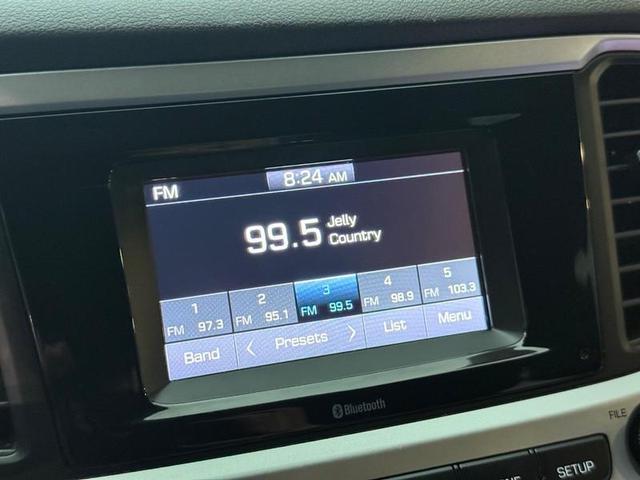 FM
8:24 AM
99.5
Jelly
Country
1
FM 97.3
2
FM 95.1
3
FM 99.5
4
FM 98.9
5
FM 103.3
Band
< Presets >
List
Menu
Bluetooth
FILE
SETUP